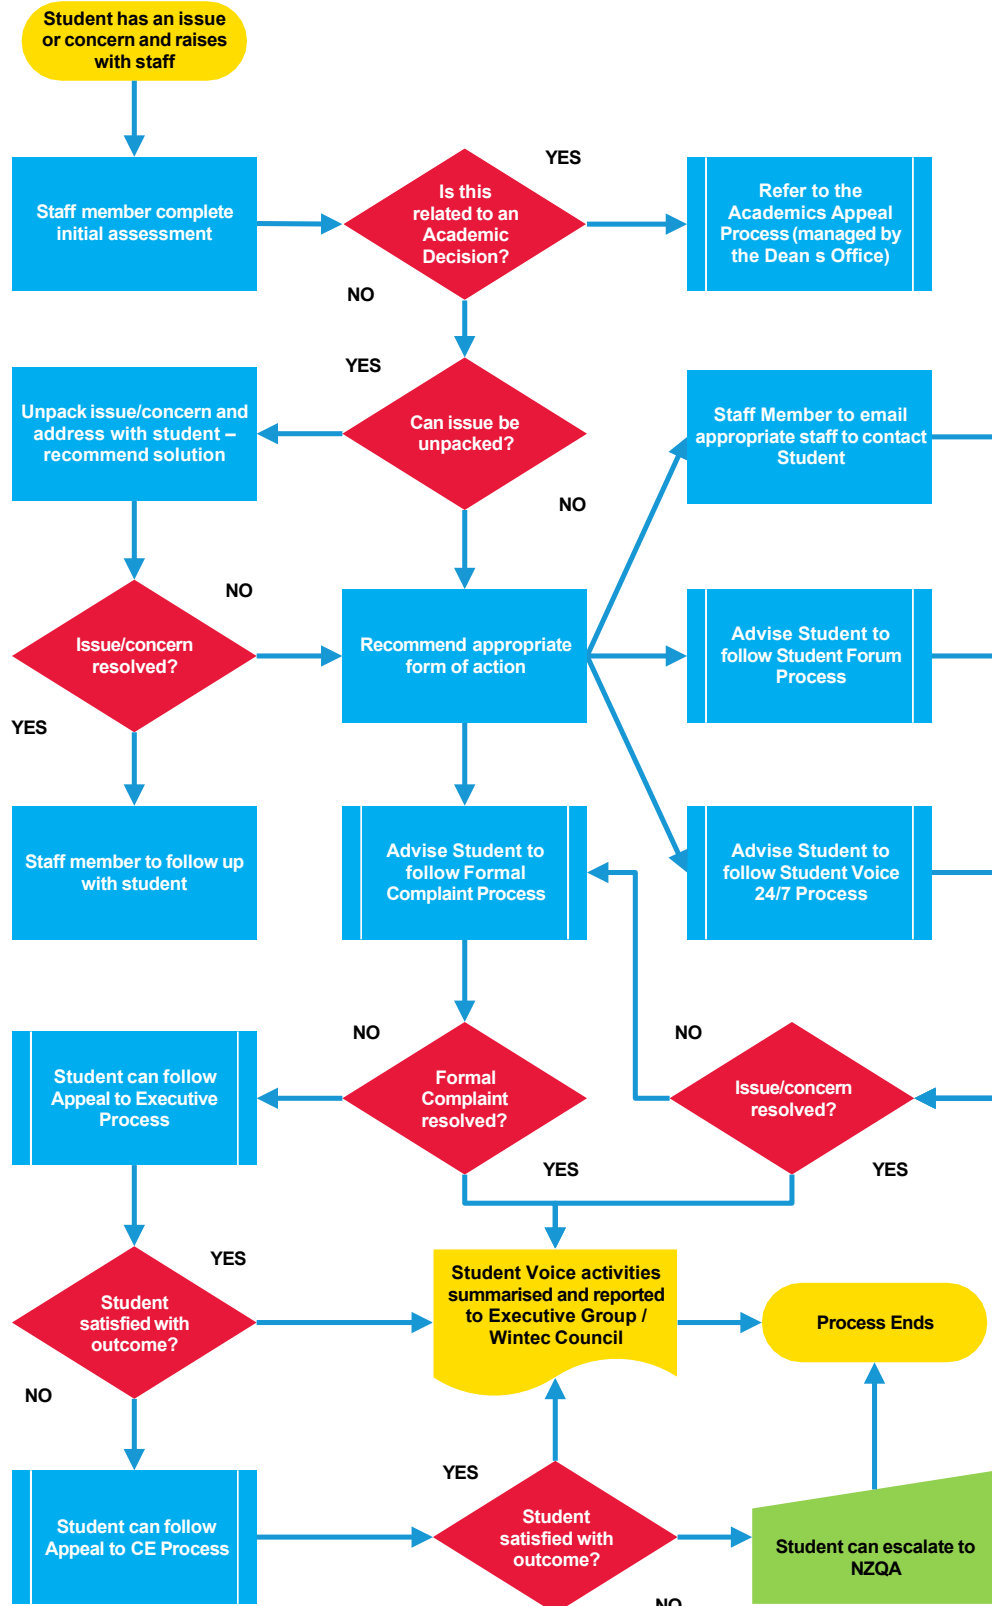 Student has an issue
or concern and raises
with staff
Staff member complete
initial assessment
Is this
related to an
Academic
Decision?
YES
Refer to the
Academics Appeal
Process (managed by
the Dean s Office)
NO
YES
Unpack issue/concern and
address with student –
recommend solution
Can issue be
unpacked?
Staff Member to email
appropriate staff to contact
Student
NO
NO
Issue/concern
resolved?
Recommend appropriate
form of action
Advise Student to
follow Student Forum
Process
YES
Staff member to follow up
with student
Advise Student to
follow Formal
Complaint Process
Advise Student to
follow Student Voice
24/7 Process
NO
NO
Student can follow
Appeal to Executive
Process
Formal
Complaint
resolved?
Issue/concern
resolved?
YES
YES
YES
Student
satisfied with
outcome?
Student Voice activities
summarised and reported
to Executive Group /
Wintec Council
Process Ends
NO
YES
Student can follow
Appeal to CE Process
Student
satisfied with
outcome?
Student can escalate to
NZQA
NO